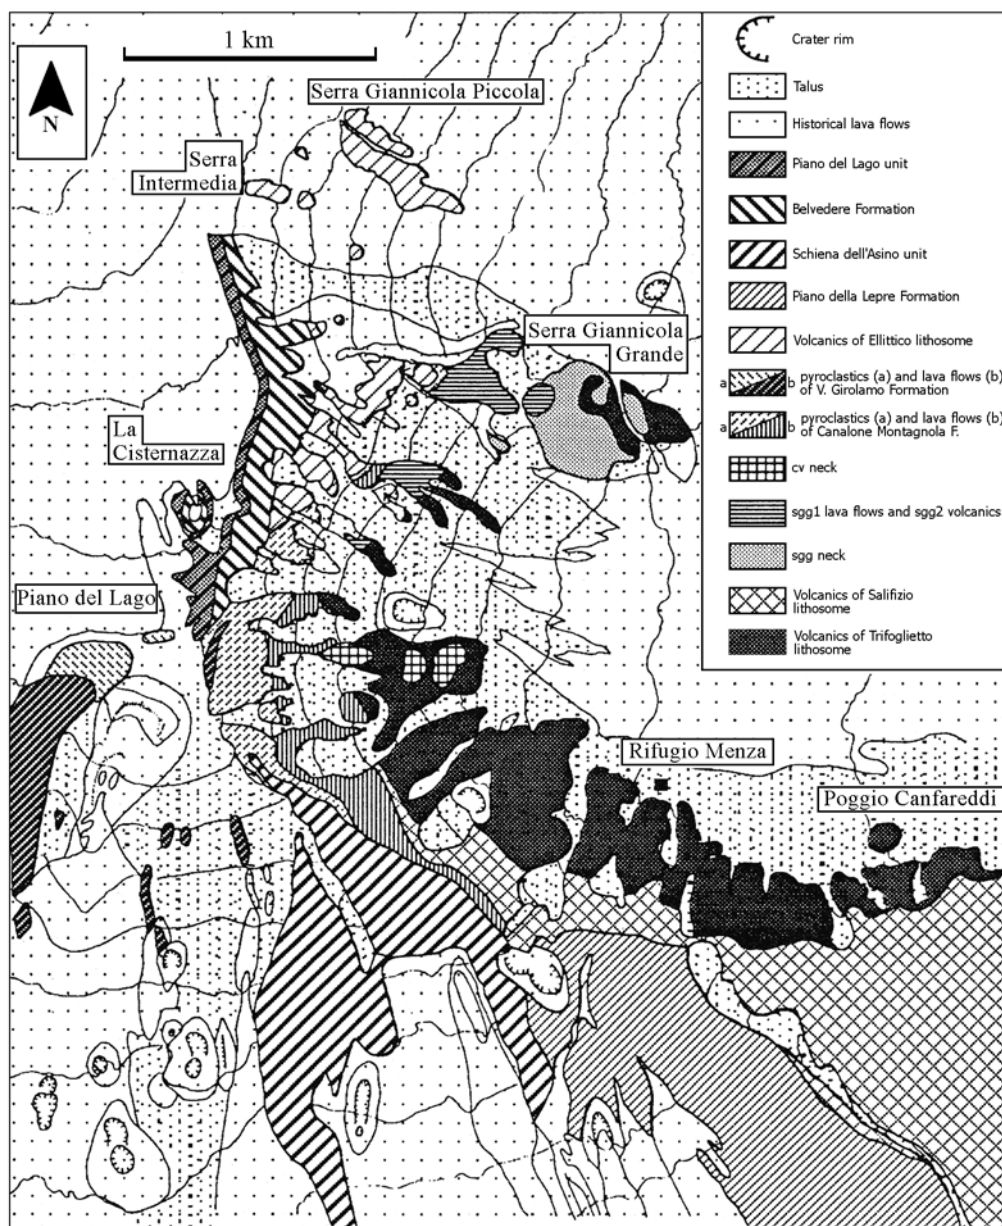 1 km
N
Serra Giannicola Piccola
Serra
Intermedia
Serra Giannicola
Grande
La
Cisternazza
Piano del Lago
Rifugio Menza
Poggio Canfareddi
Crater rim
Talus
Historical lava flows
Piano del Lago unit
Belvedere Formation
Schiena dell'Asino unit
Piano della Lepre Formation
Volcanics of Ellittico lithosome
a b pyroclastics (a) and lava flows (b)
of V. Girolamo Formation
a b pyroclastics (a) and lava flows (b)
of Canalone Montagnola F.
cv neck
sgg1 lava flows and sgg2 volcanics
sgg neck
Volcanics of Salifizio
lithosome
Volcanics of Trifoglietto
lithosome